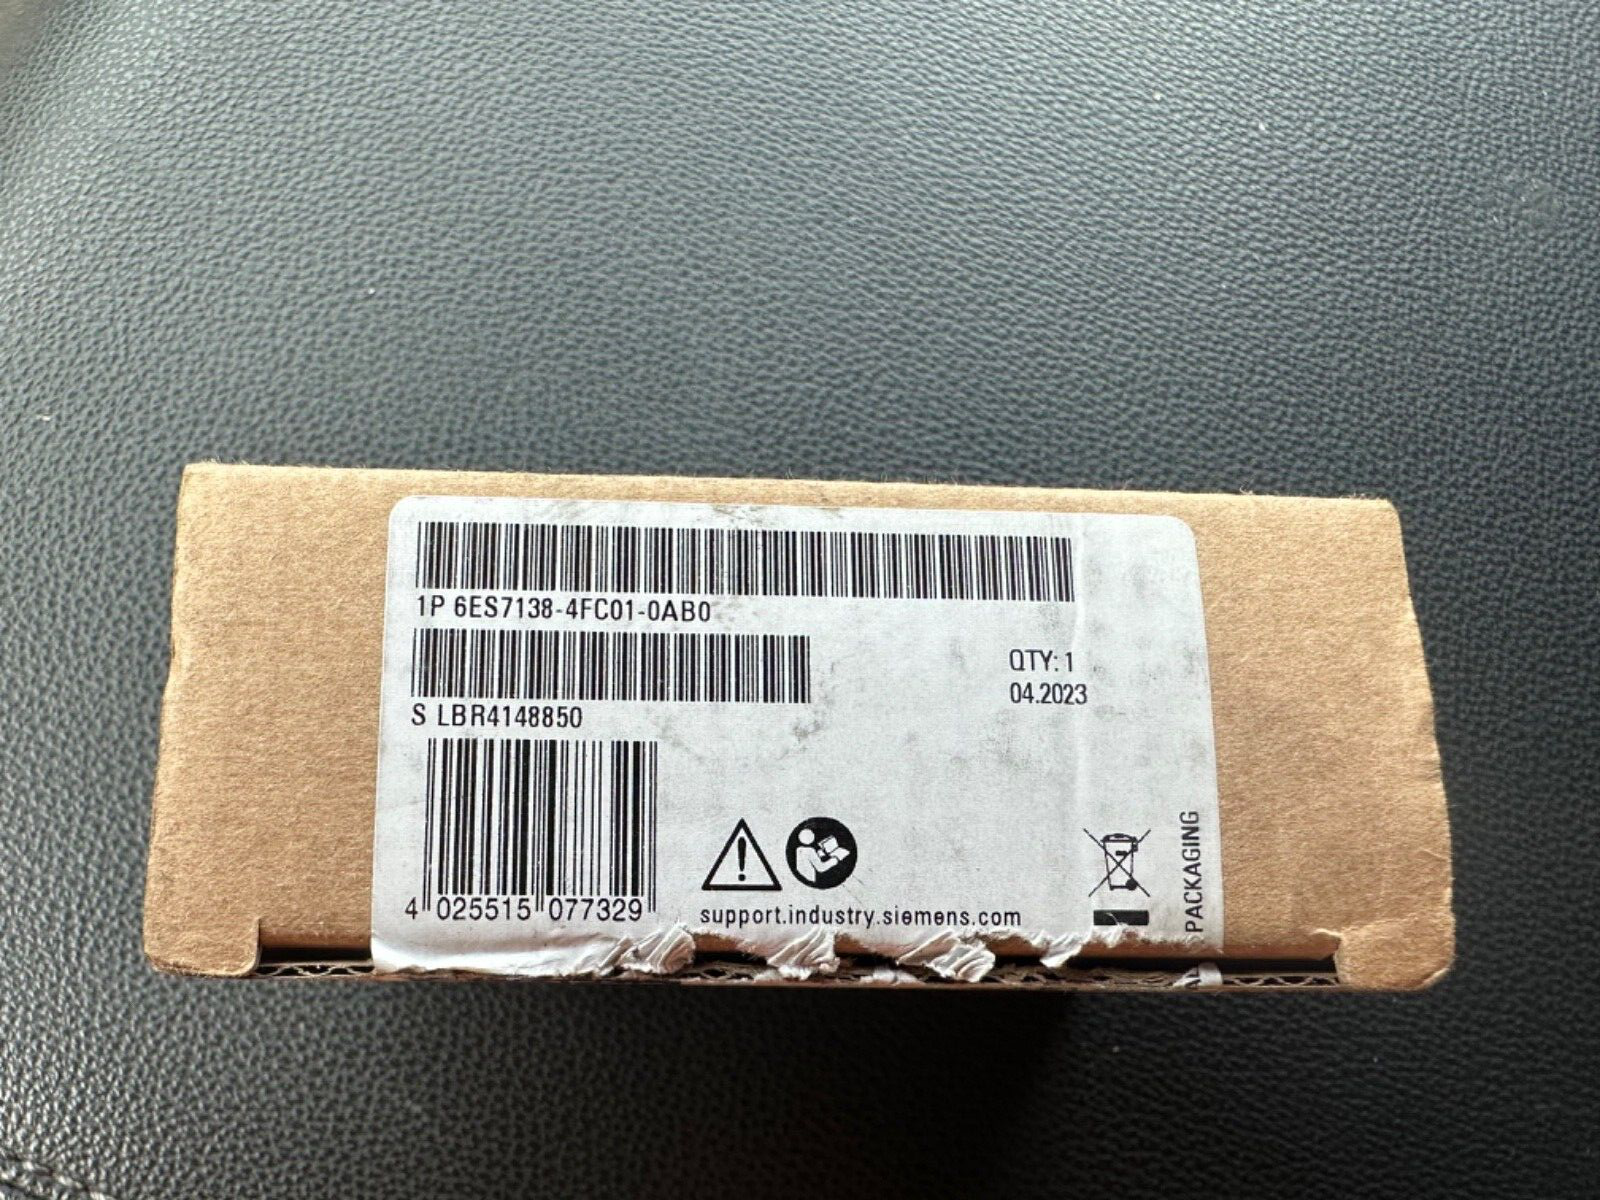 1P 6ES7138-4FC01-0AB0
QTY: 1
04.2023
S LBR4148850
4 025515 077329
support.industry.siemens.com
PACKAGING